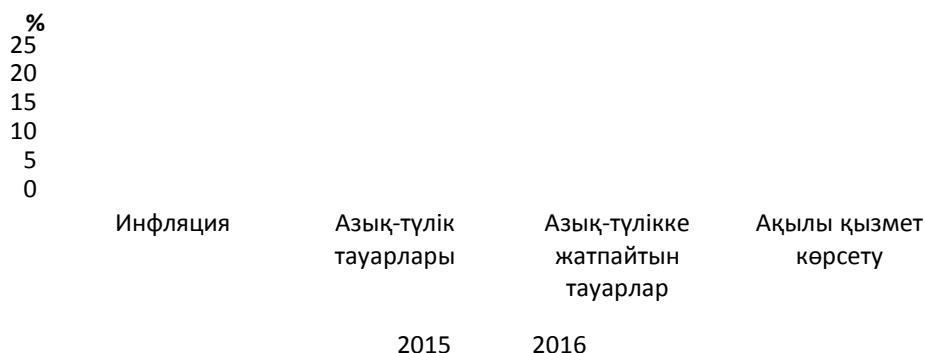 %
25
20
15
10
5
0
Инфляция
Азық-түлік
тауарлары
Азық-түлікке
жатпайтын
тауарлар
Ақылы қызмет
көрсету
2015 2016